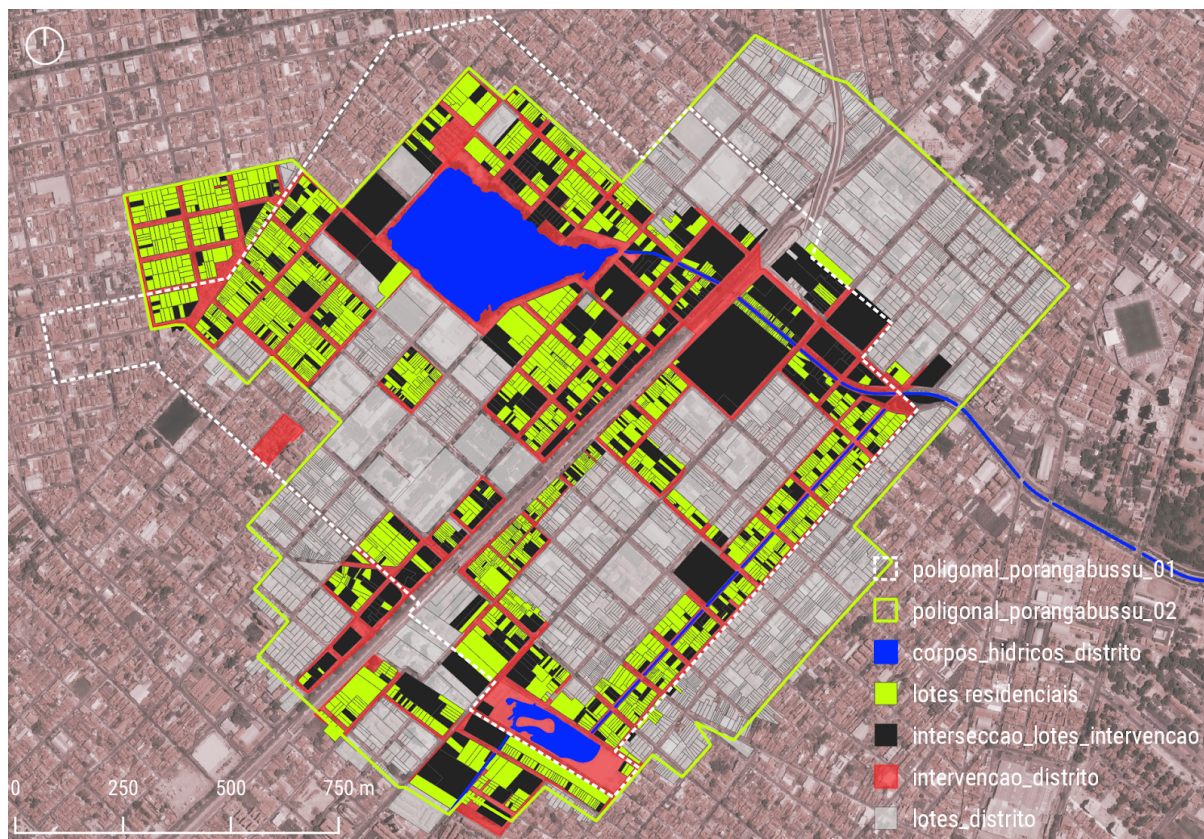 poligonal_porangabussu_01
poligonal_porangabussu_02
corpos_hidricos_distrito
lotes residenciais
interseccao_lotes_intervencao
intervencao_distrito
lotes_distrito
0 250 500 750 m